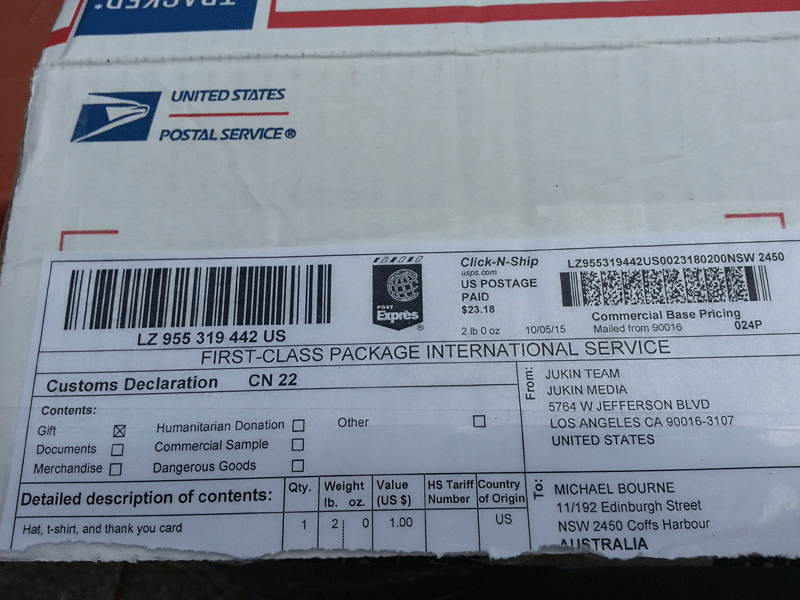 TRACKED.*
UNITED STATES
POSTAL SERVICE®
LZ 955 319 442 US
POST
Exprès®
Click-N-Ship
usps.com
US POSTAGE
PAID
$23.18
2 lb 0 oz 10/05/15
LZ955319442US0023180200NSW 2450
Commercial Base Pricing
Mailed from 90016 024P
FIRST-CLASS PACKAGE INTERNATIONAL SERVICE
Customs Declaration CN 22
Contents:
Gift ☒ Humanitarian Donation ☐ Other ☐
Documents ☐ Commercial Sample ☐
Merchandise ☐ Dangerous Goods ☐
From: JUKIN TEAM
JUKIN MEDIA
5764 W JEFFERSON BLVD
LOS ANGELES CA 90016-3107
UNITED STATES
Detailed description of contents: Qty. Weight lb. oz. Value (US $) HS Tariff Number Country of Origin
Hat, t-shirt, and thank you card 1 2 0 1.00 US
To: MICHAEL BOURNE
11/192 Edinburgh Street
NSW 2450 Coffs Harbour
AUSTRALIA